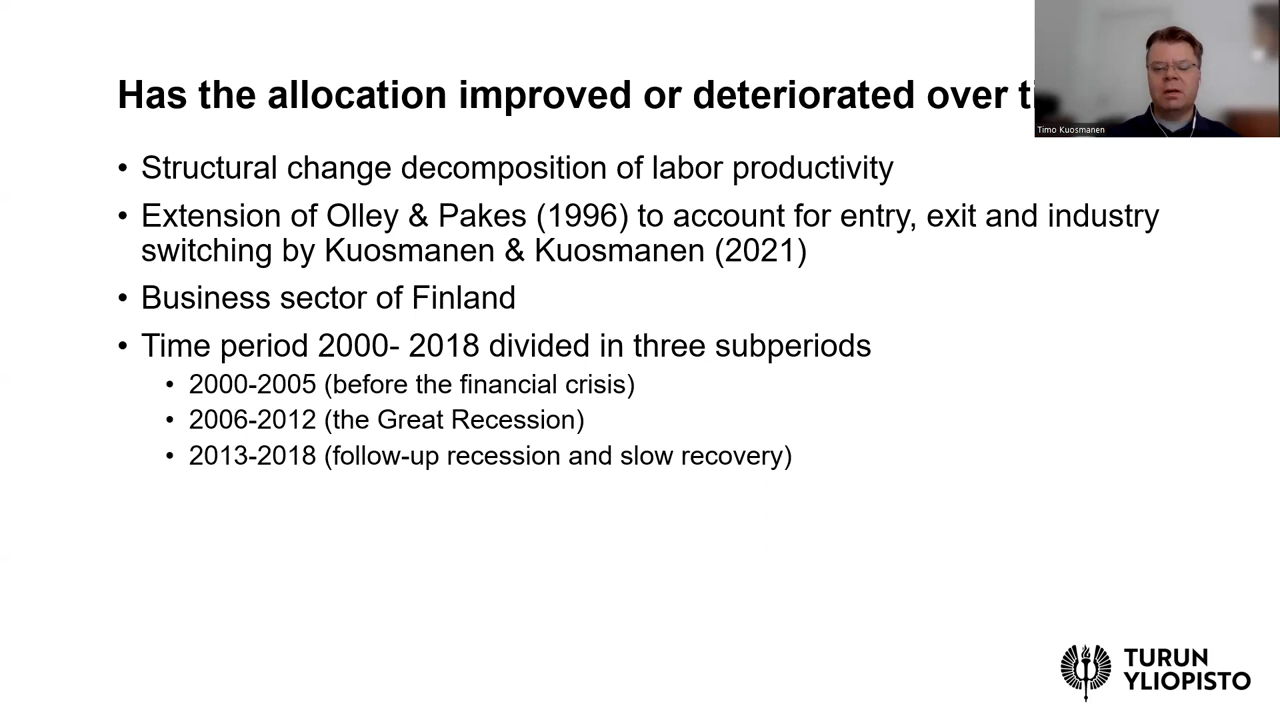 Has the allocation improved or deteriorated over ti
Timo Kuosmanen
• Structural change decomposition of labor productivity
• Extension of Olley & Pakes (1996) to account for entry, exit and industry
switching by Kuosmanen & Kuosmanen (2021)
• Business sector of Finland
• Time period 2000- 2018 divided in three subperiods
• 2000-2005 (before the financial crisis)
• 2006-2012 (the Great Recession)
• 2013-2018 (follow-up recession and slow recovery)
TURUN
YLIOPISTO